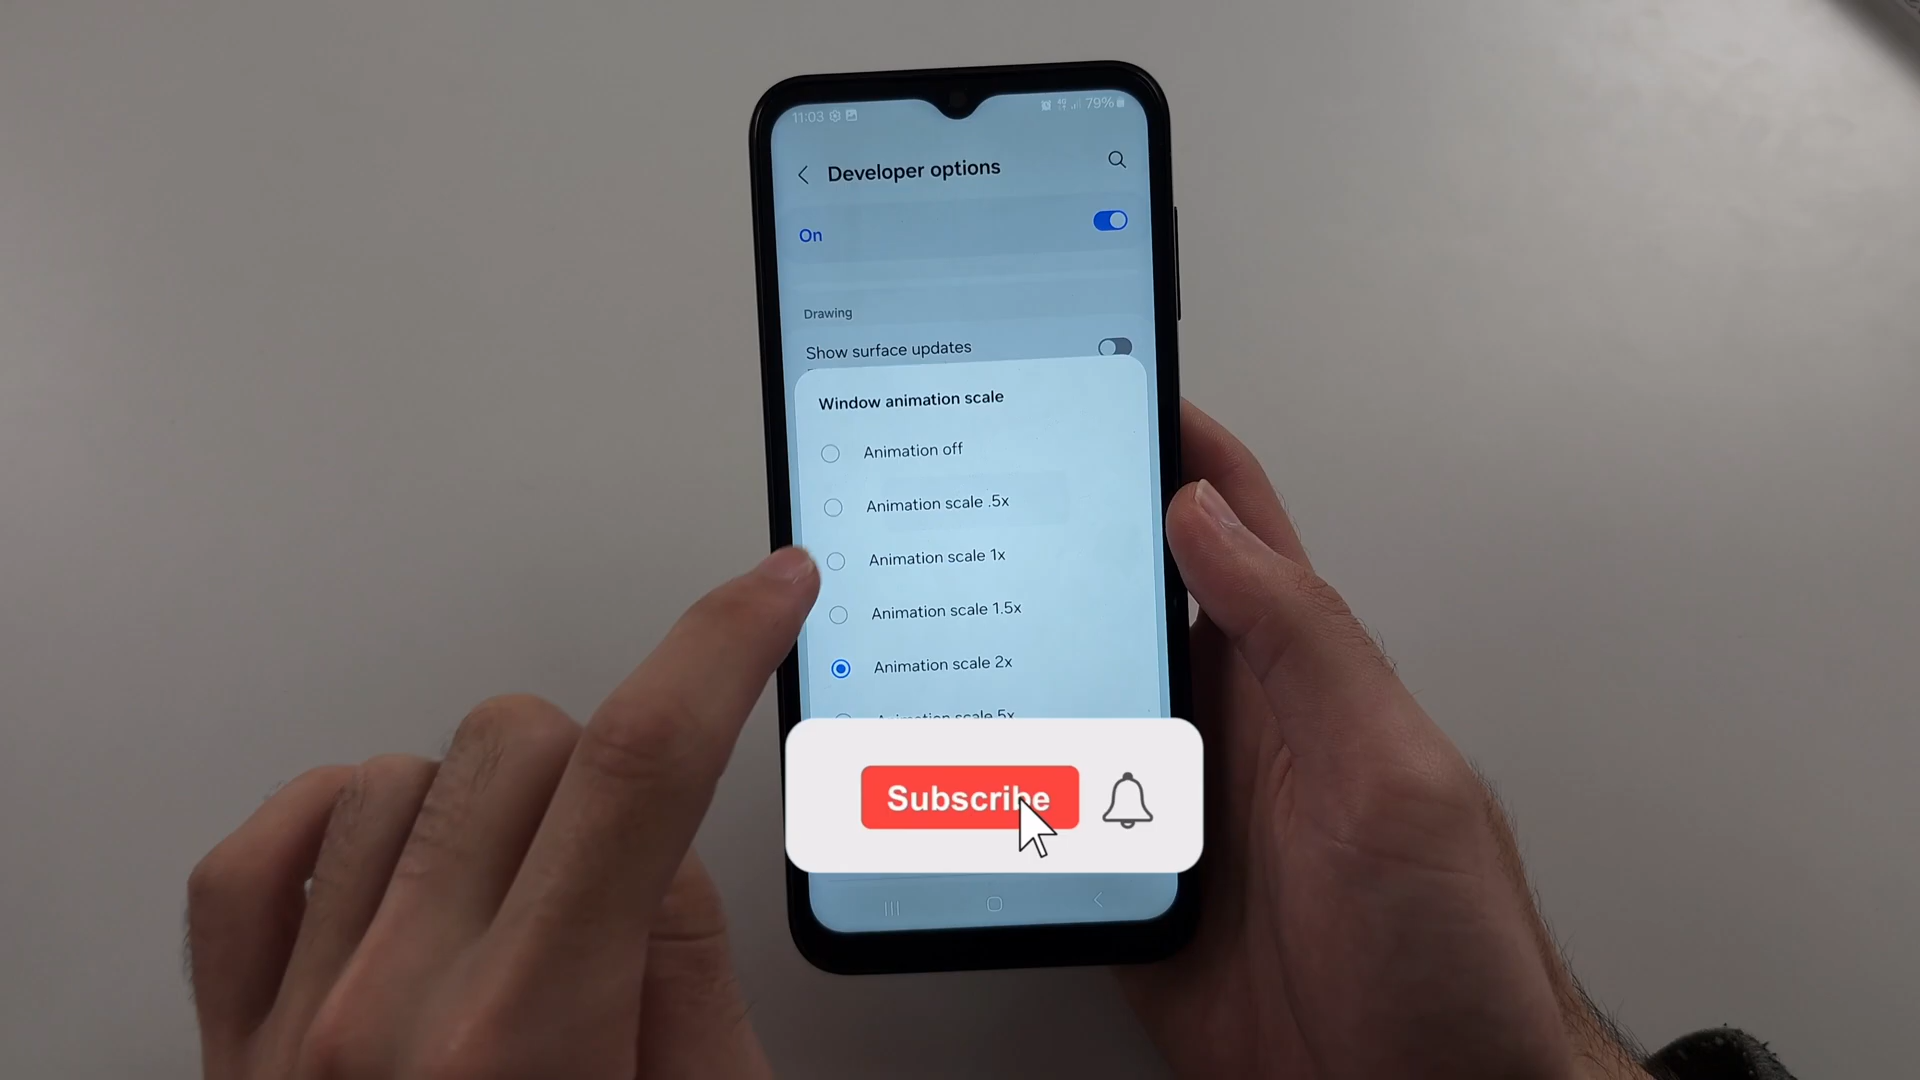 11:03
79%
Developer options
On
Drawing
Show surface updates
Window animation scale
Animation off
Animation scale .5x
Animation scale 1x
Animation scale 1.5x
Animation scale 2x
Animation scale 5x
Subscribe